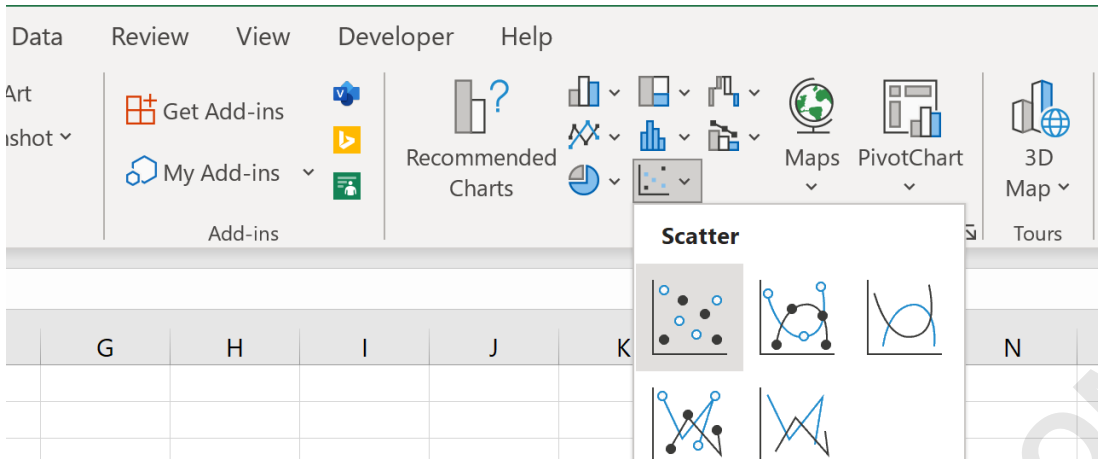 Data Review View Developer Help
Art
shot
Get Add-ins
My Add-ins
Add-ins
Recommended
Charts
Maps
PivotChart
3D
Map
Tours
Scatter
G H I J K N